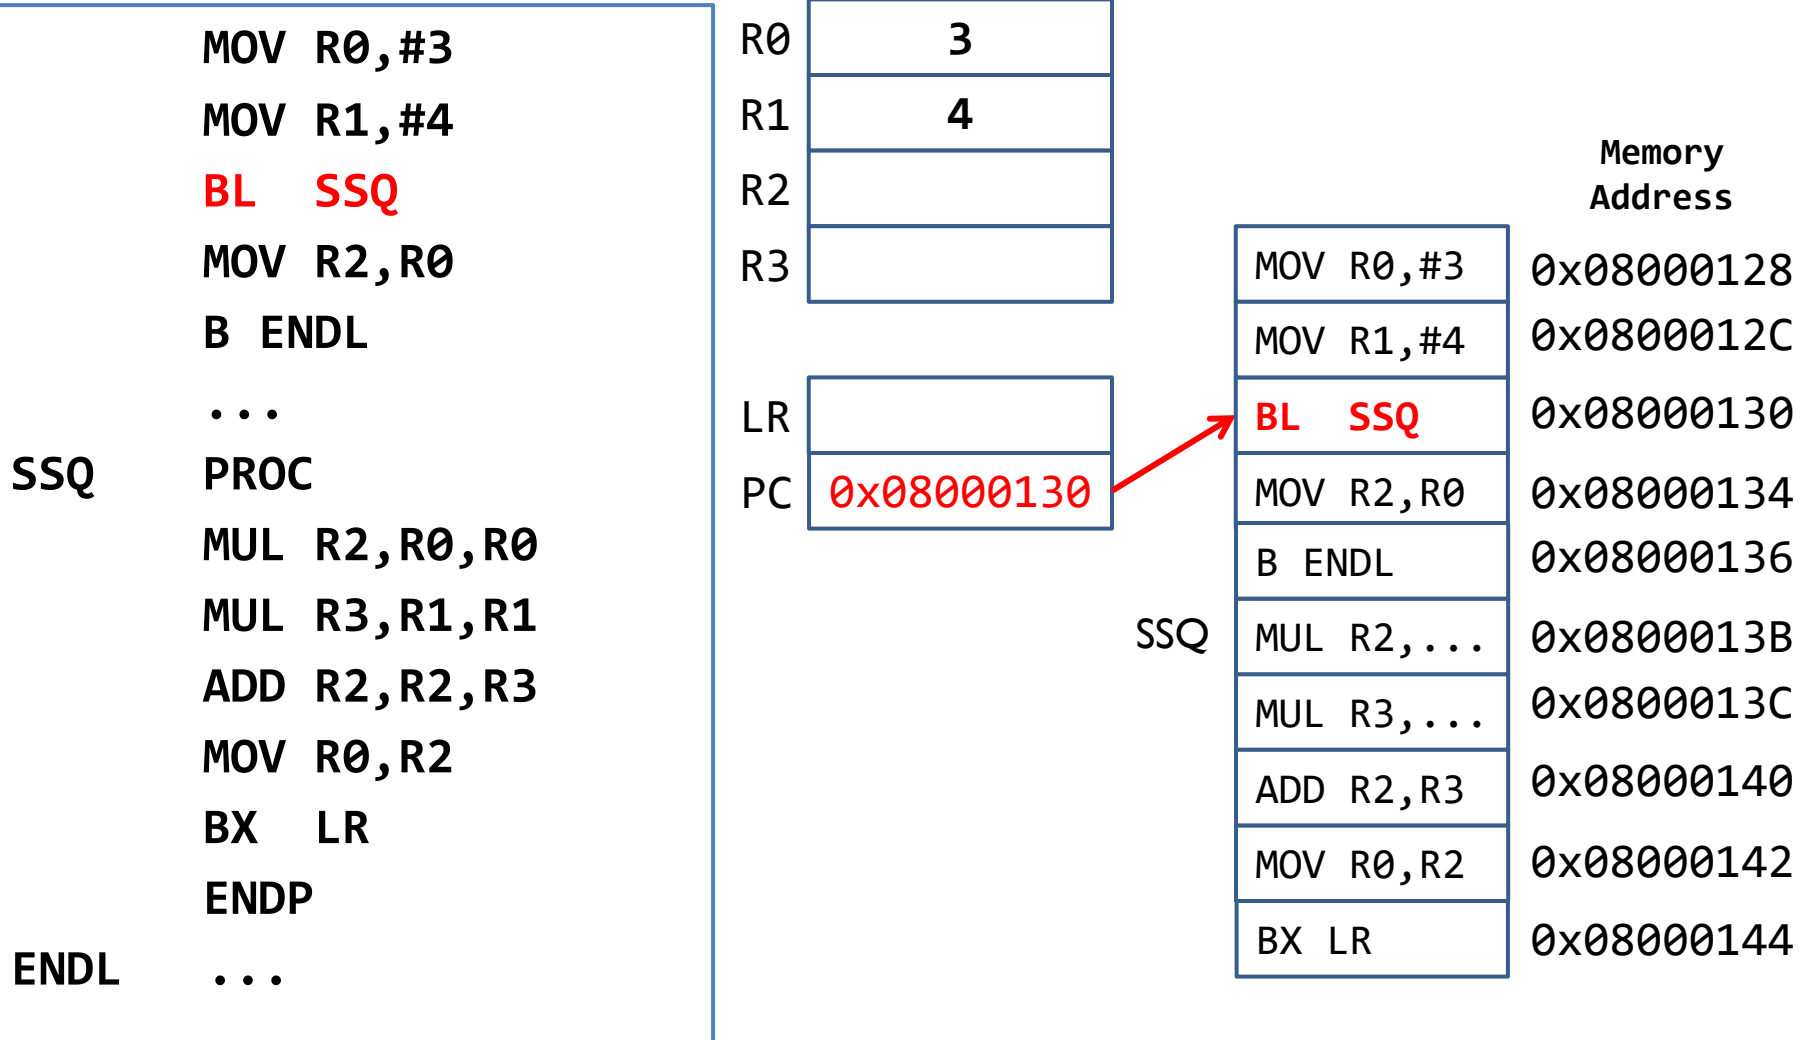 MOV R0,#3
MOV R1,#4
BL SSQ
MOV R2,R0
B ENDL
...
SSQ PROC
MUL R2,R0,R0
MUL R3,R1,R1
ADD R2,R2,R3
MOV R0,R2
BX LR
ENDP
ENDL ...
R0 3
R1 4
R2
R3
LR
PC 0x08000130
Memory
Address
MOV R0,#3 0x08000128
MOV R1,#4 0x0800012C
BL SSQ 0x08000130
MOV R2,R0 0x08000134
B ENDL 0x08000136
SSQ MUL R2,... 0x0800013B
MUL R3,... 0x0800013C
ADD R2,R3 0x08000140
MOV R0,R2 0x08000142
BX LR 0x08000144